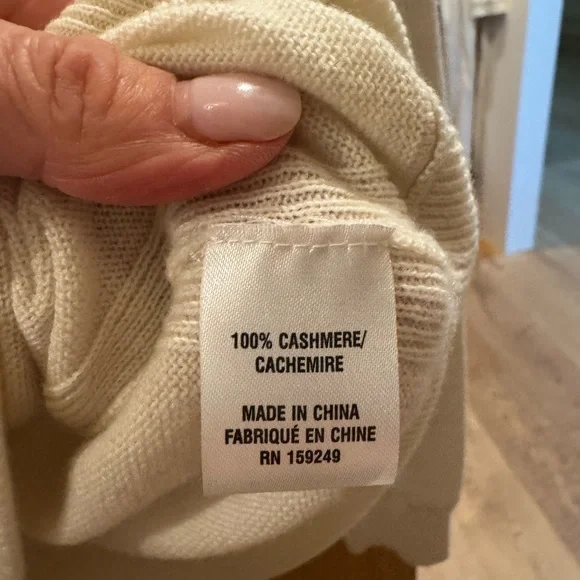 100% CASHMERE/
CACHEMIRE
MADE IN CHINA
FABRIQUÉ EN CHINE
RN 159249